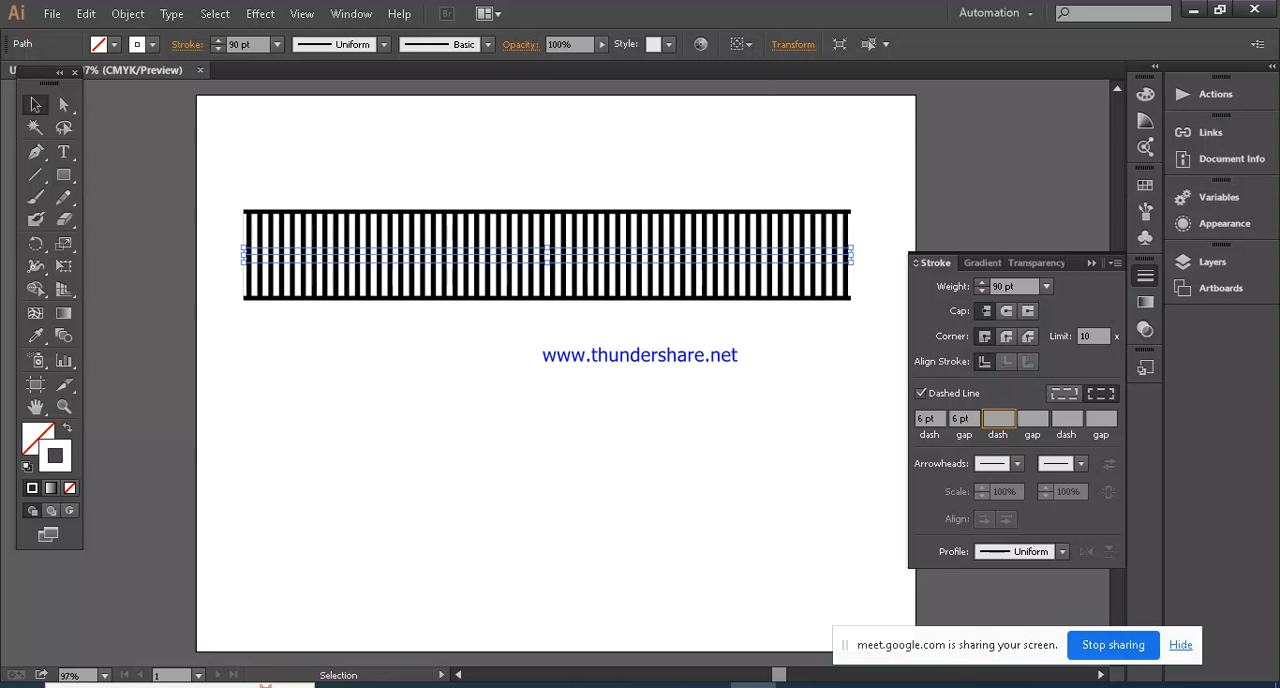 Ai File Edit Object Type Select Effect View Window Help Br Automation
Path Stroke: 90 pt Uniform Basic Opacity: 100% Style: Transform
7% (CMYK/Preview) ×
Actions
Links
Document Info
Variables
Appearance
Layers
Artboards
www.thundershare.net
Stroke Gradient Transparency
Weight: 90 pt
Cap:
Corner: Limit: 10 x
Align Stroke:
Dashed Line
6 pt 6 pt
dash gap dash gap dash gap
Arrowheads:
Scale: 100% 100%
Align:
Profile: Uniform
meet.google.com is sharing your screen. Stop sharing Hide
97% 1 Selection